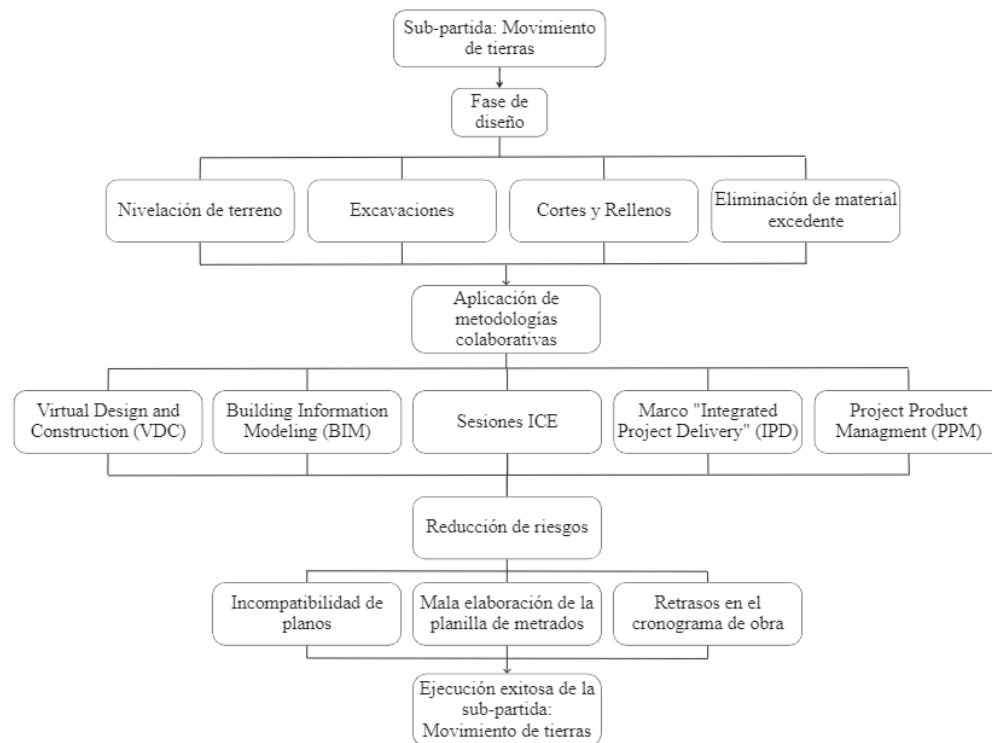 Sub-partida: Movimiento
de tierras
Fase de
diseño
Nivelación de terreno
Excavaciones
Cortes y Rellenos
Eliminación de material
excedente
Aplicación de
metodologías
colaborativas
Virtual Design and
Construction (VDC)
Building Information
Modeling (BIM)
Sesiones ICE
Marco "Integrated
Project Delivery" (IPD)
Project Product
Managment (PPM)
Reducción de riesgos
Incompatibilidad de
planos
Mala elaboración de la
planilla de metrados
Retrasos en el
cronograma de obra
Ejecución exitosa de la
sub-partida:
Movimiento de tierras